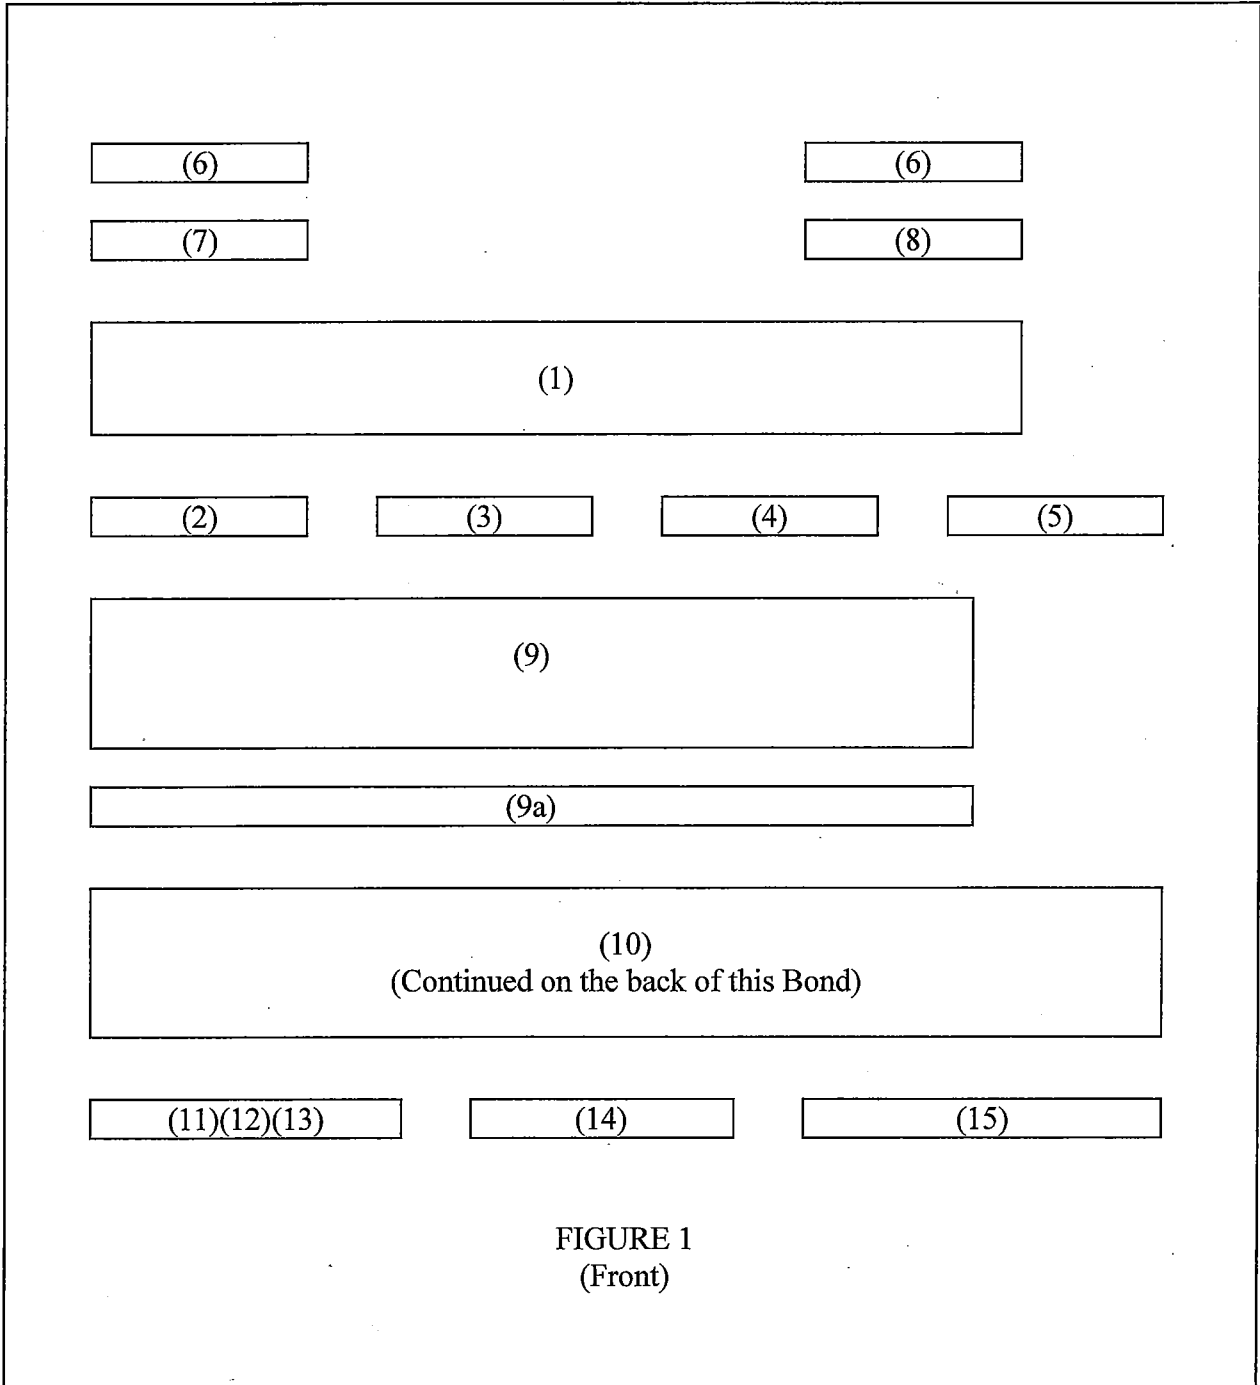 (6) (6)
(7) (8)
(1)
(2) (3) (4) (5)
(9)
(9a)
(10)
(Continued on the back of this Bond)
(11)(12)(13) (14) (15)
FIGURE 1
(Front)